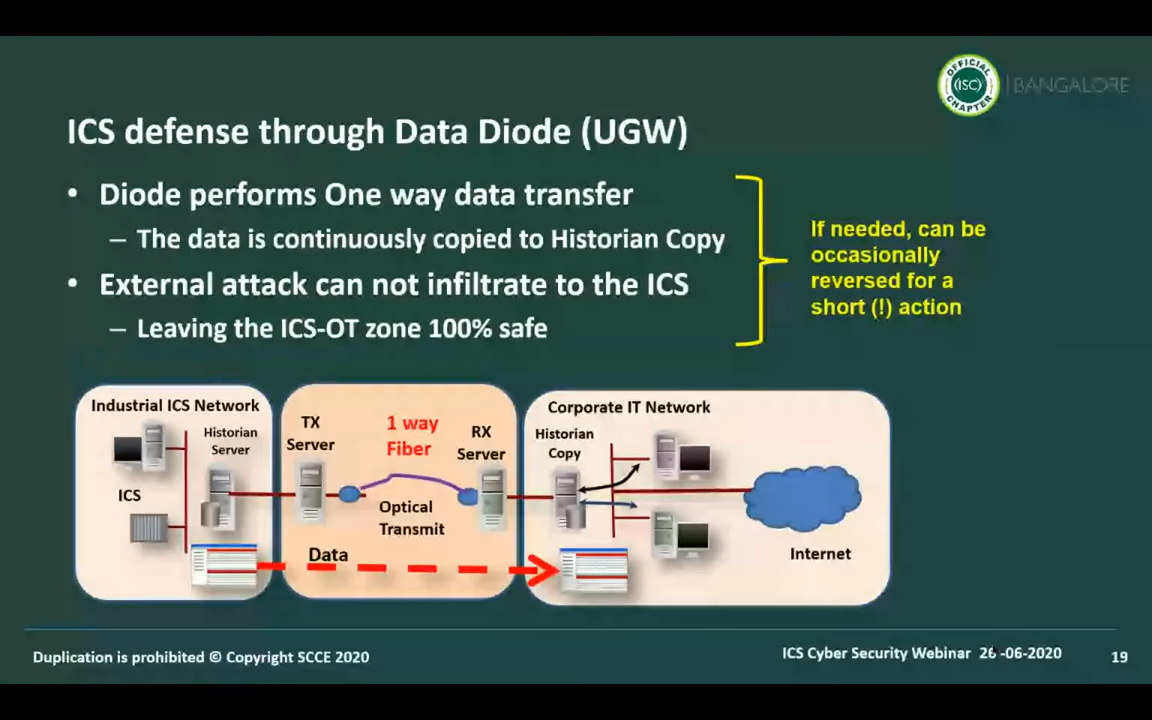 OFFICIAL
(ISC)
CHAPTER
BANGALORE
ICS defense through Data Diode (UGW)
• Diode performs One way data transfer
– The data is continuously copied to Historian Copy
• External attack can not infiltrate to the ICS
– Leaving the ICS-OT zone 100% safe
If needed, can be
occasionally
reversed for a
short (!) action
Industrial ICS Network
Historian
Server
ICS
TX
Server
1 way
Fiber
RX
Server
Optical
Transmit
Data
Corporate IT Network
Historian
Copy
Internet
Duplication is prohibited © Copyright SCCE 2020
ICS Cyber Security Webinar 26 -06-2020
19